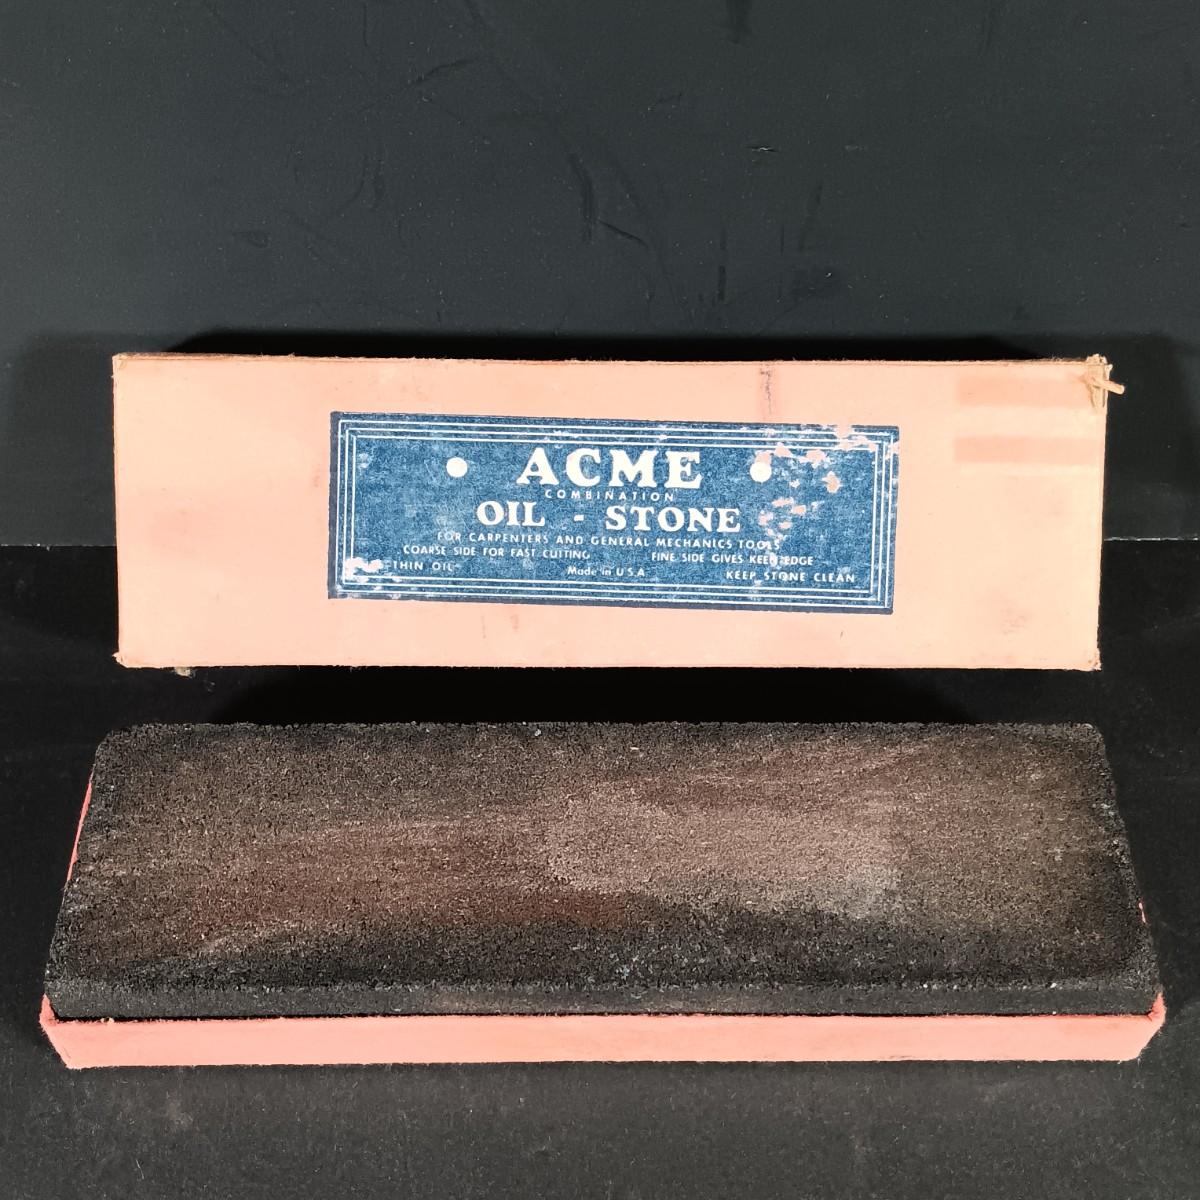 ACME
COMBINATION
OIL - STONE
FOR CARPENTERS AND GENERAL MECHANICS TOOLS
COARSE SIDE FOR FAST CUTTING FINE SIDE GIVES KEEN EDGE
THIN OIL Made in U.S.A KEEP STONE CLEAN